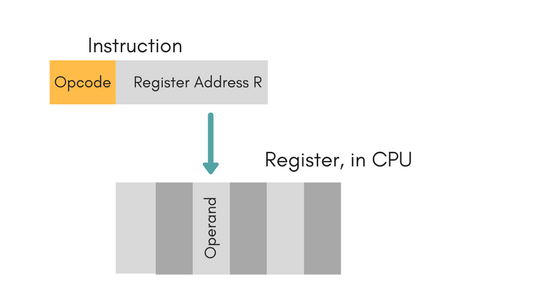 Instruction
Opcode
Register Address R
Register, in CPU
Operand